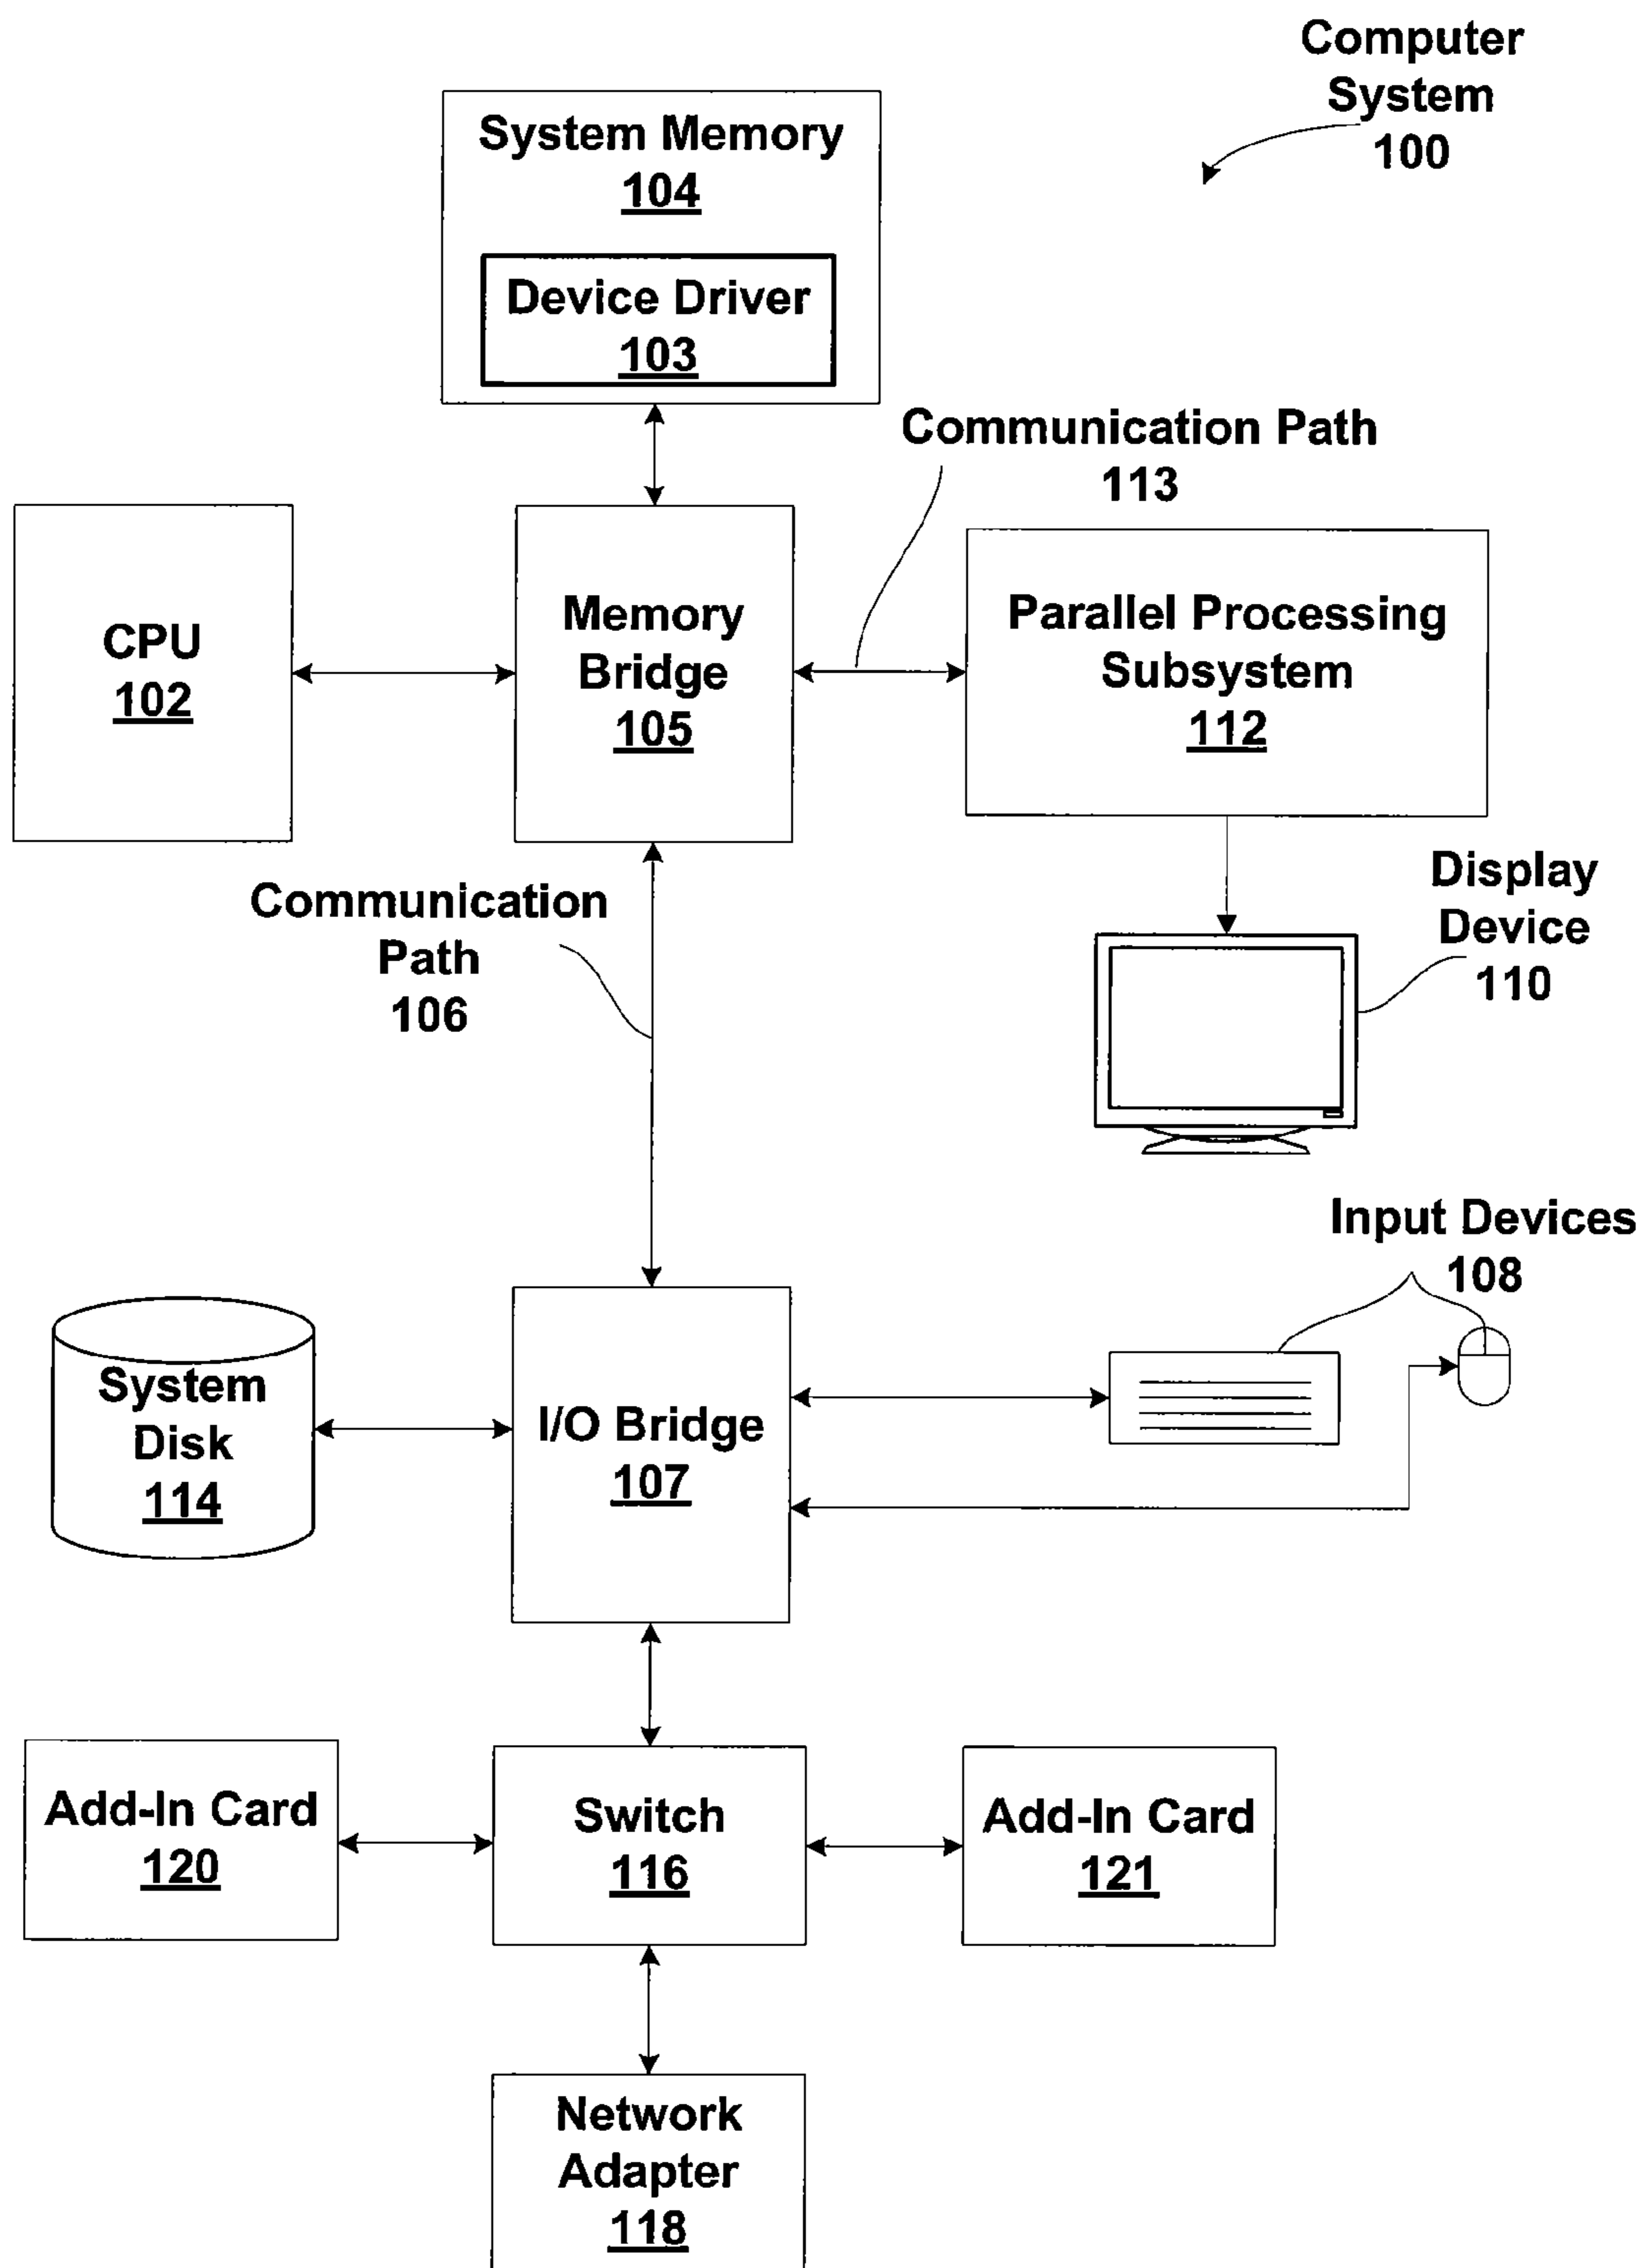 Computer
System
100
System Memory
104
Device Driver
103
Communication Path
113
CPU
102
Memory
Bridge
105
Parallel Processing
Subsystem
112
Communication
Path
106
Display
Device
110
Input Devices
108
System
Disk
114
I/O Bridge
107
Add-In Card
120
Switch
116
Add-In Card
121
Network
Adapter
118